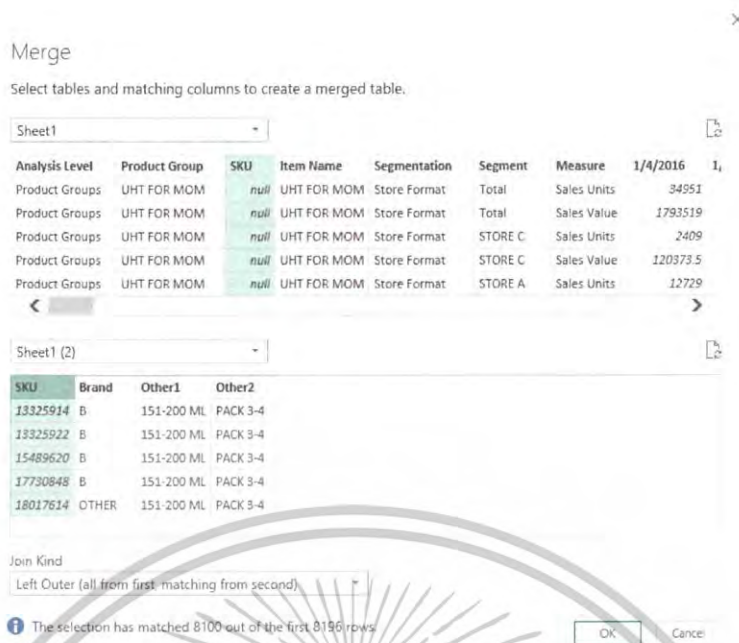 Merge
Select tables and matching columns to create a merged table.
Sheet1
Analysis Level Product Group SKU Item Name Segmentation Segment Measure 1/4/2016 1/
Product Groups UHT FOR MOM null UHT FOR MOM Store Format Total Sales Units 34951
Product Groups UHT FOR MOM null UHT FOR MOM Store Format Total Sales Value 1793519
Product Groups UHT FOR MOM null UHT FOR MOM Store Format STORE C Sales Units 2409
Product Groups UHT FOR MOM null UHT FOR MOM Store Format STORE C Sales Value 120373.5
Product Groups UHT FOR MOM null UHT FOR MOM Store Format STORE A Sales Units 12729
Sheet1 (2)
SKU Brand Other1 Other2
13325914 B 151-200 ML PACK 3-4
13325922 B 151-200 ML PACK 3-4
15489620 B 151-200 ML PACK 3-4
17730848 B 151-200 ML PACK 3-4
18017614 OTHER 151-200 ML PACK 3-4
Join Kind
Left Outer (all from first, matching from second)
The selection has matched 8100 out of the first 8196 rows.
OK Cancel